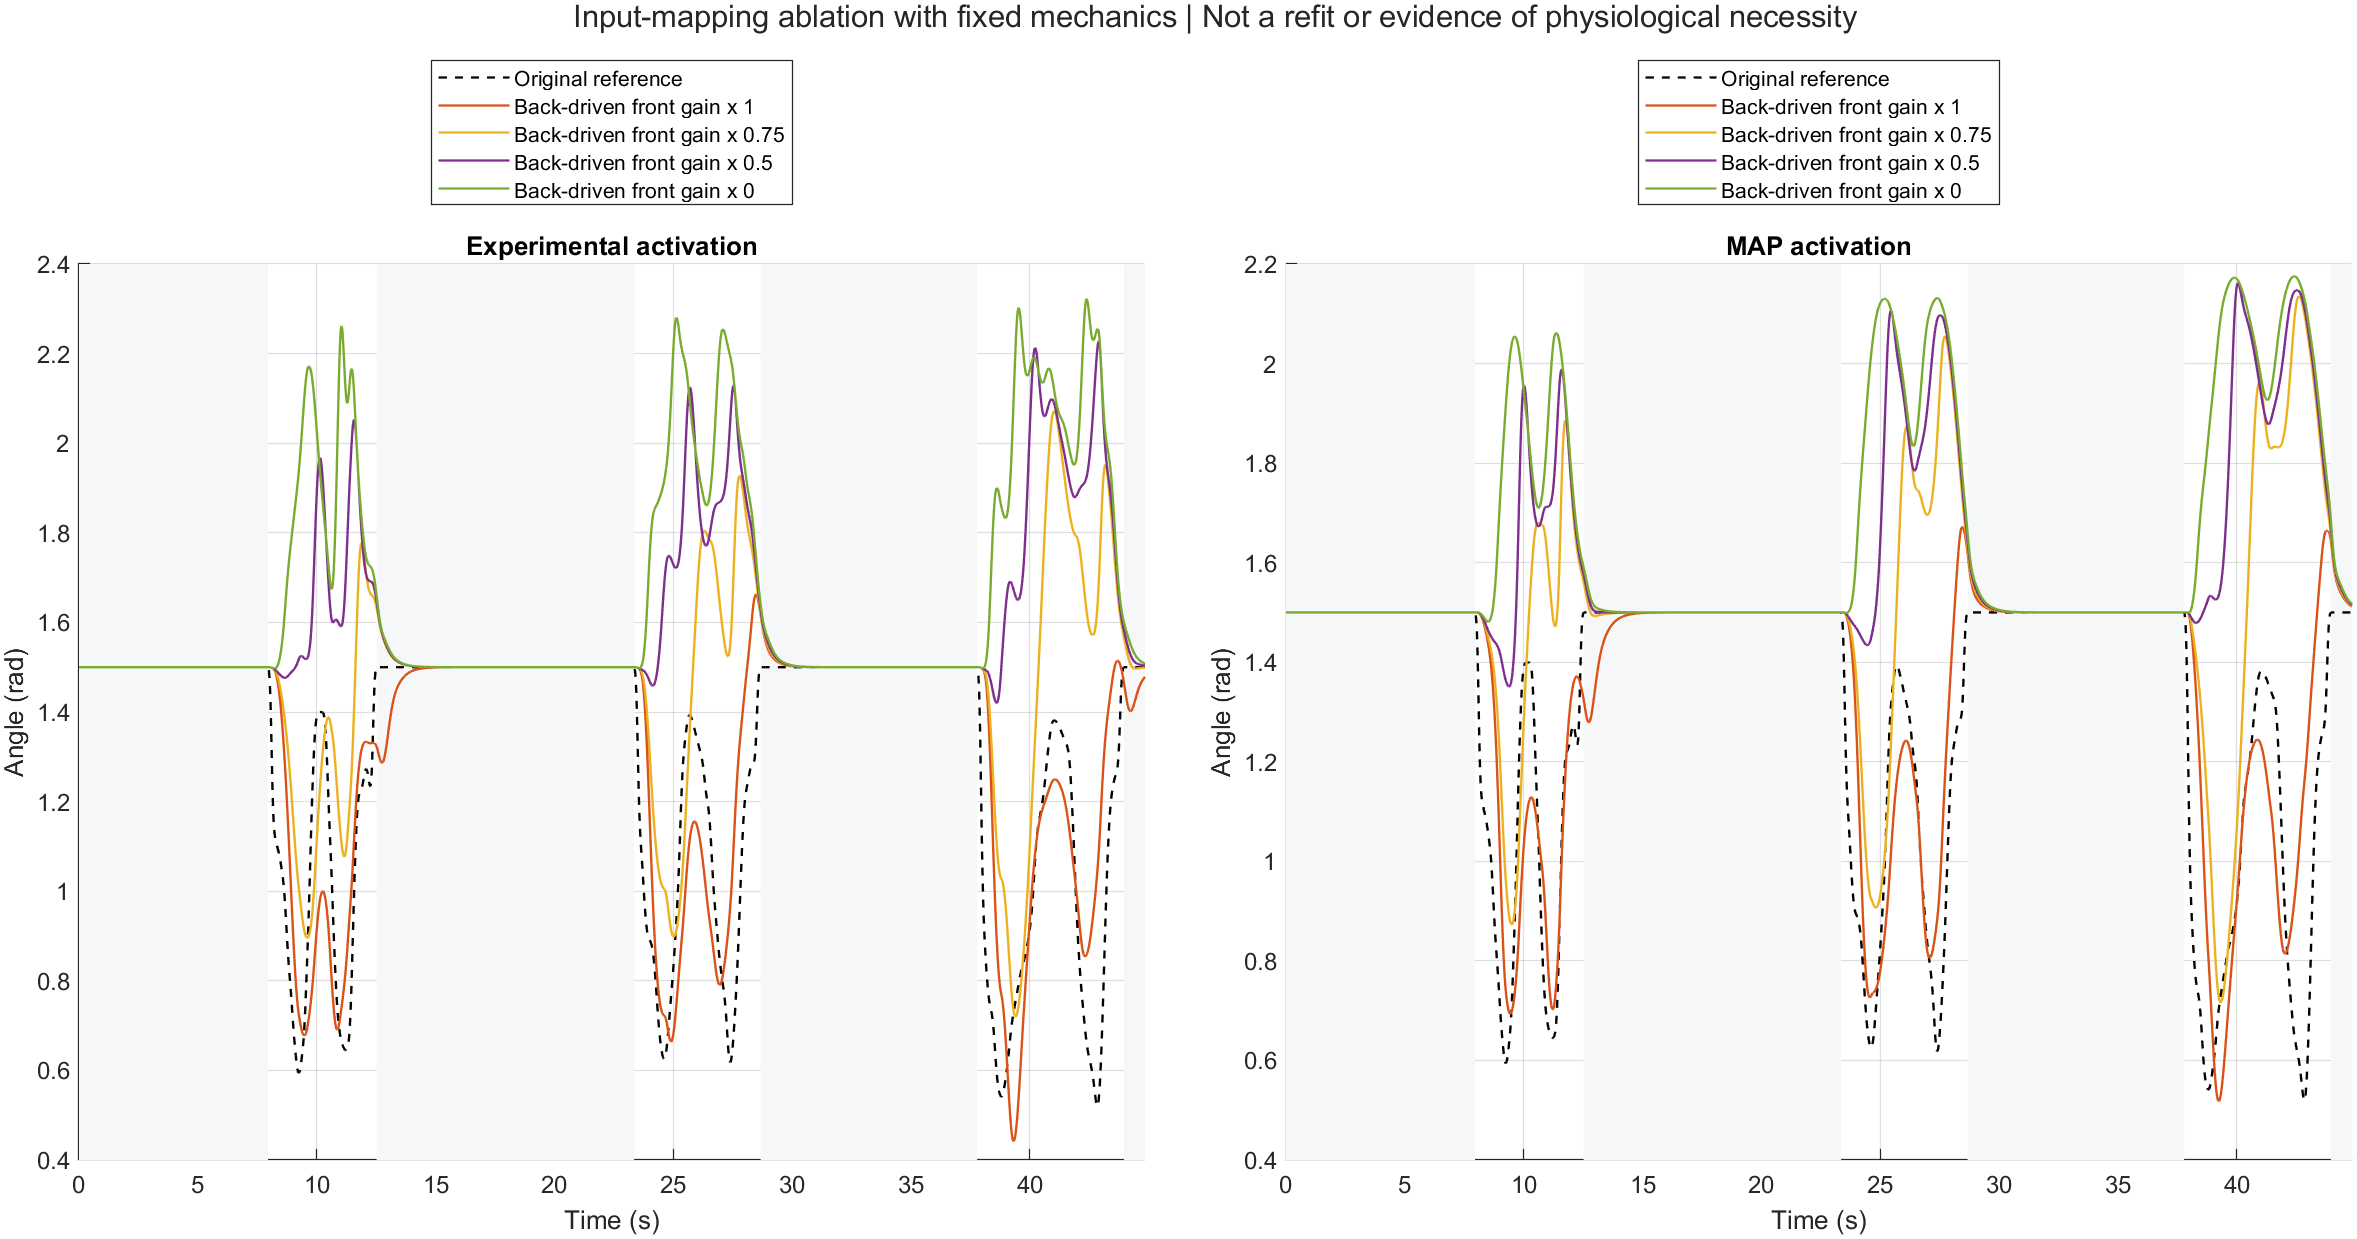 Input-mapping ablation with fixed mechanics | Not a refit or evidence of physiological necessity
Original reference
Back-driven front gain x 1
Back-driven front gain x 0.75
Back-driven front gain x 0.5
Back-driven front gain x 0
Experimental activation
2.4
2.2
2
1.8
1.6
1.4
1.2
1
0.8
0.6
0.4
Angle (rad)
0 5 10 15 20 25 30 35 40
Time (s)
Original reference
Back-driven front gain x 1
Back-driven front gain x 0.75
Back-driven front gain x 0.5
Back-driven front gain x 0
MAP activation
2.2
2
1.8
1.6
1.4
1.2
1
0.8
0.6
0.4
Angle (rad)
0 5 10 15 20 25 30 35 40
Time (s)